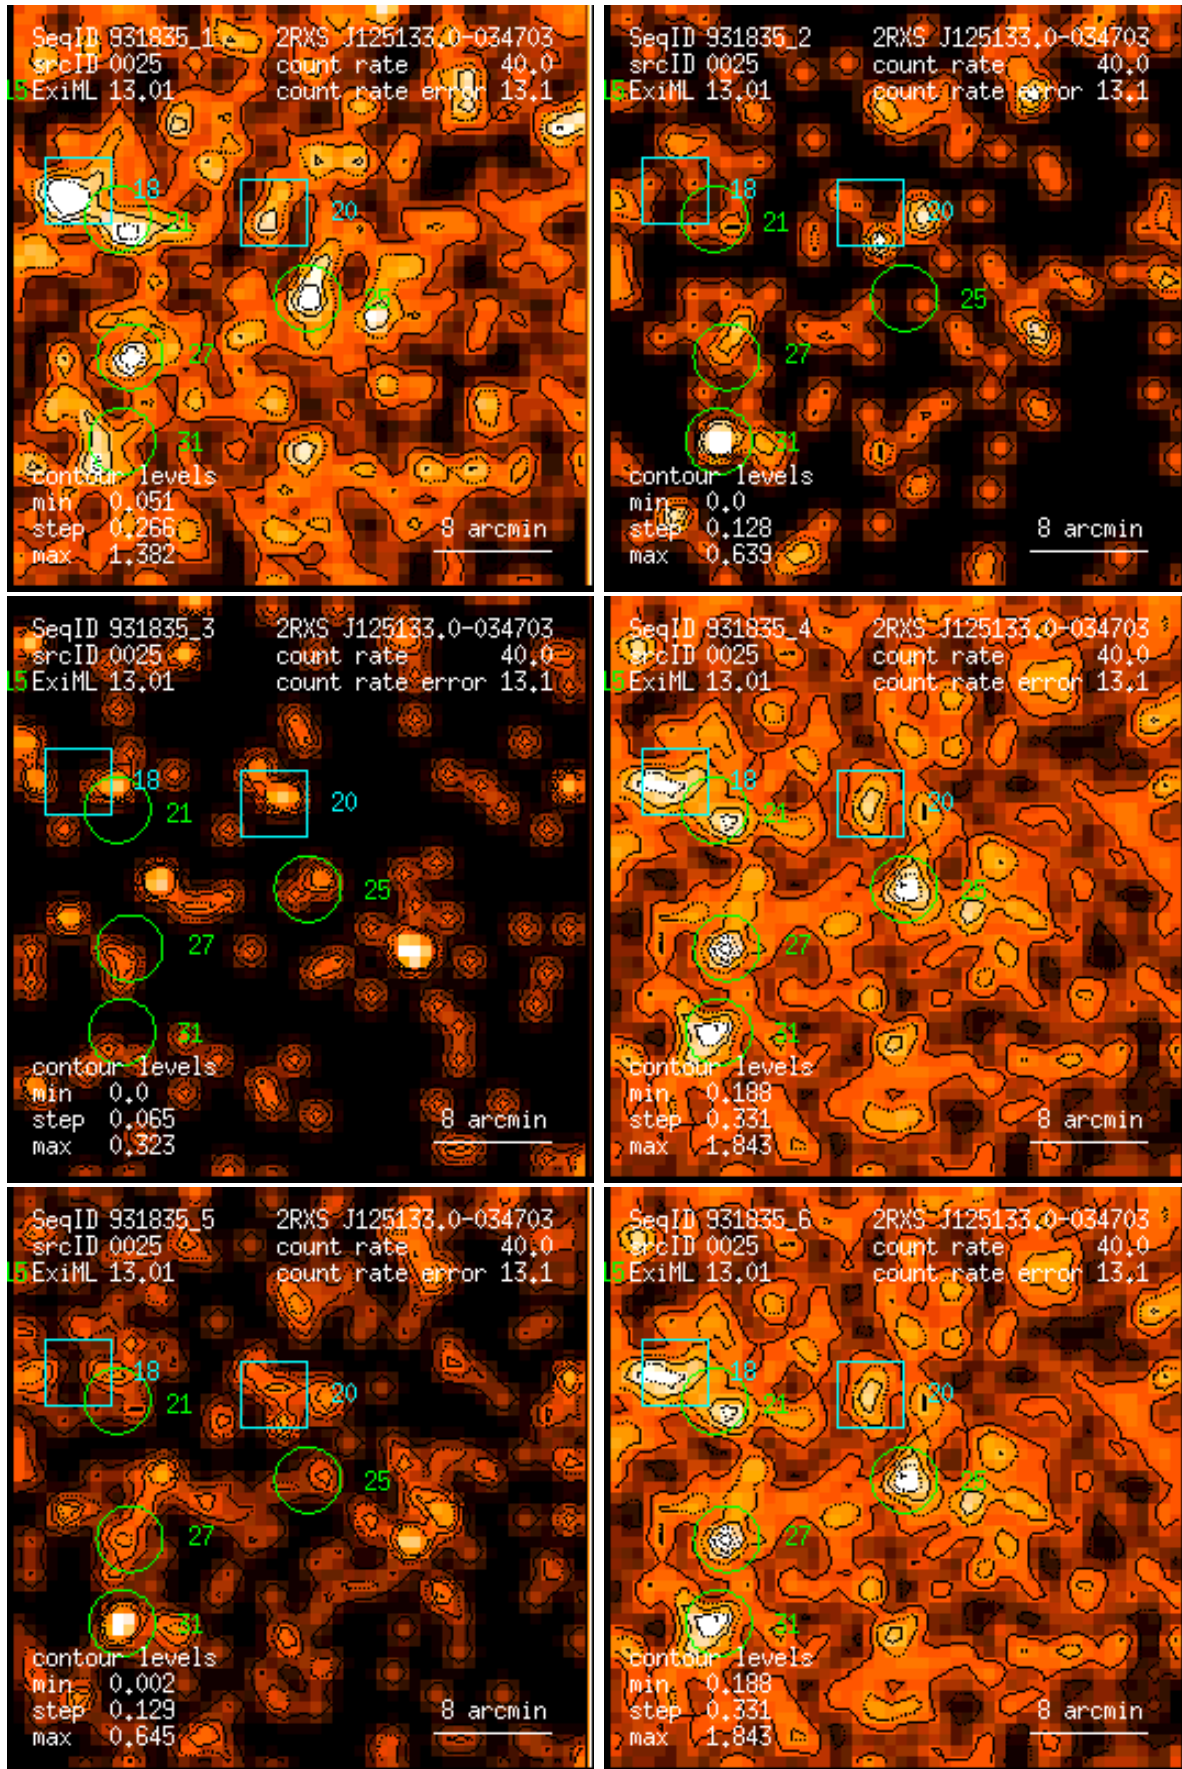 SeqID 931835_1 2RXS J125133.0-034703
srcID 0025 count rate 40.0
15 ExiML 13.01 count rate error 13.1
18
21
20
25
27
31
contour levels
min 0.051
step 0.266
max 1.382
8 arcmin
SeqID 931835_2 2RXS J125133.0-034703
srcID 0025 count rate 40.0
15 ExiML 13.01 count rate error 13.1
18
21
20
25
27
31
contour levels
min 0.0
step 0.128
max 0.639
8 arcmin
SeqID 931835_3 2RXS J125133.0-034703
srcID 0025 count rate 40.0
15 ExiML 13.01 count rate error 13.1
18
21
20
25
27
31
contour levels
min 0.0
step 0.065
max 0.323
8 arcmin
SeqID 931835_4 2RXS J125133.0-034703
srcID 0025 count rate 40.0
15 ExiML 13.01 count rate error 13.1
18
21
20
25
27
31
contour levels
min 0.188
step 0.331
max 1.843
8 arcmin
SeqID 931835_5 2RXS J125133.0-034703
srcID 0025 count rate 40.0
15 ExiML 13.01 count rate error 13.1
18
21
20
25
27
31
contour levels
min 0.002
step 0.129
max 0.645
8 arcmin
SeqID 931835_6 2RXS J125133.0-034703
srcID 0025 count rate 40.0
15 ExiML 13.01 count rate error 13.1
18
21
20
25
27
31
contour levels
min 0.188
step 0.331
max 1.843
8 arcmin